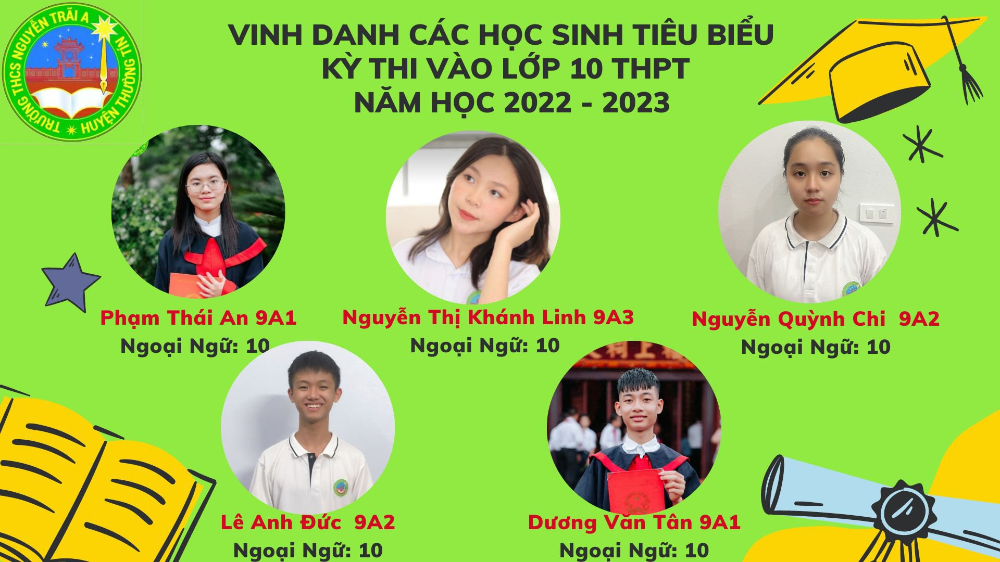 TRƯỜNG THCS NGUYỄN TRÃI A
HUYỆN THƯỜNG TÍN
VINH DANH CÁC HỌC SINH TIÊU BIỂU
KỲ THI VÀO LỚP 10 THPT
NĂM HỌC 2022 - 2023
Phạm Thái An 9A1
Ngoại Ngữ: 10
Nguyễn Thị Khánh Linh 9A3
Ngoại Ngữ: 10
Nguyễn Quỳnh Chi 9A2
Ngoại Ngữ: 10
Lê Anh Đức 9A2
Ngoại Ngữ: 10
Dương Văn Tân 9A1
Ngoại Ngữ: 10